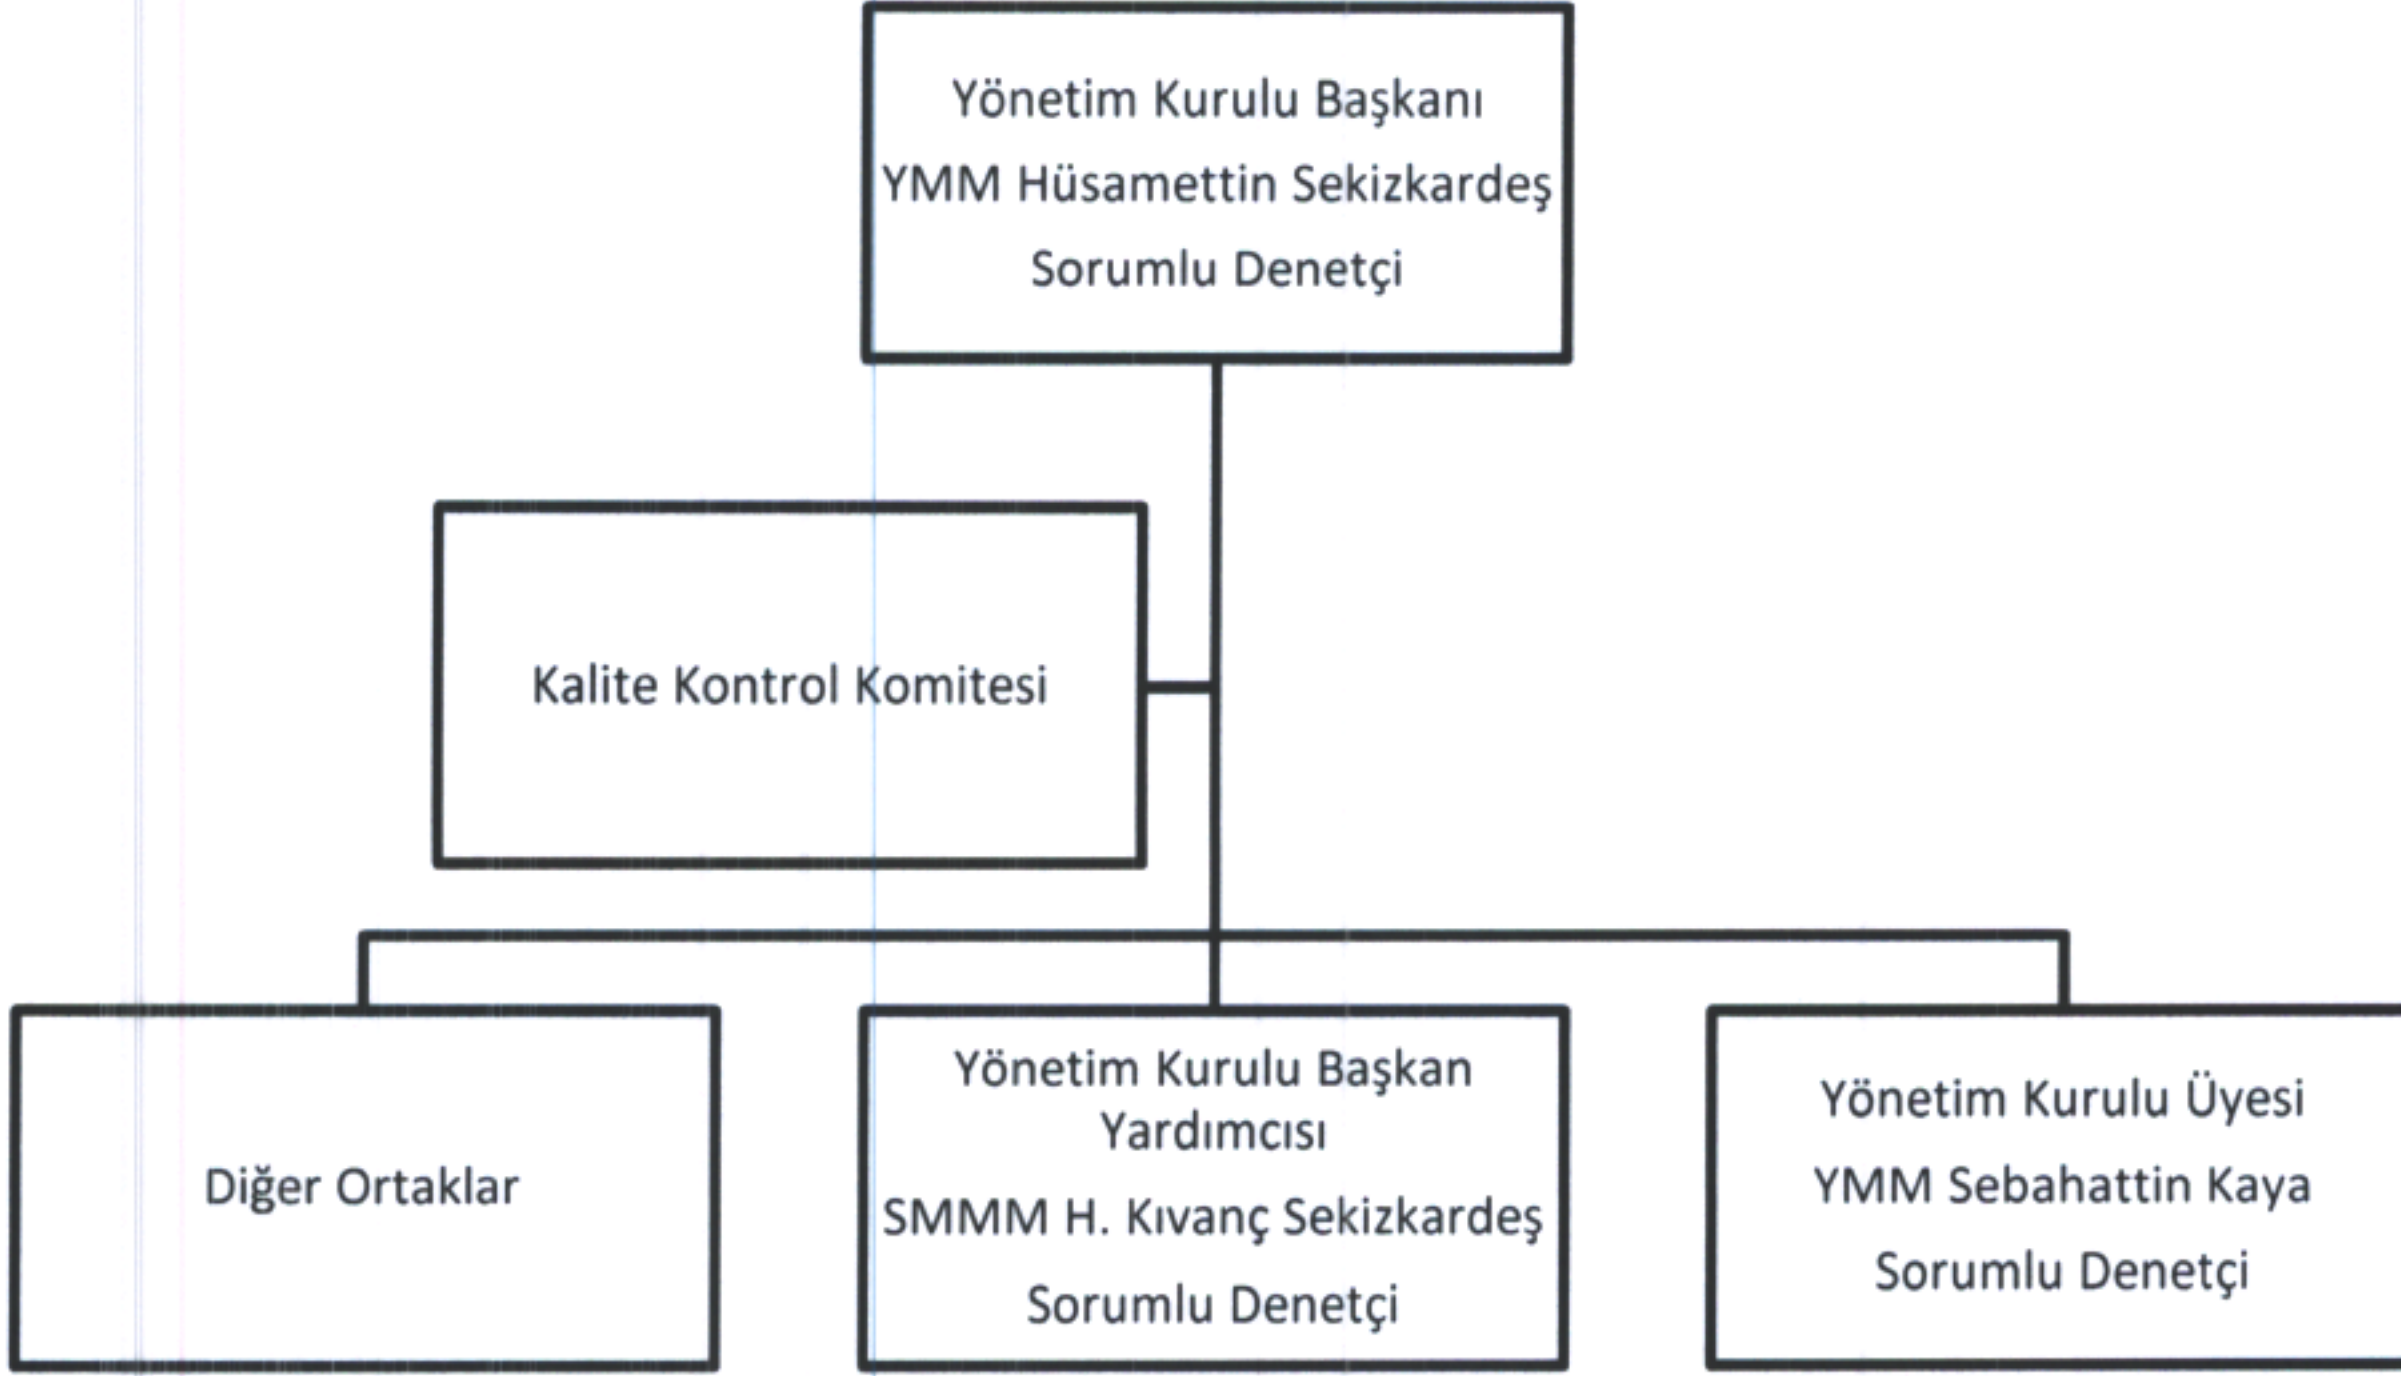 Yönetim Kurulu Başkanı
YMM Hüsamettin Sekizkardeş
Sorumlu Denetçi
Kalite Kontrol Komitesi
Diğer Ortaklar
Yönetim Kurulu Başkan
Yardımcısı
SMMM H. Kıvanç Sekizkardeş
Sorumlu Denetçi
Yönetim Kurulu Üyesi
YMM Sebahattin Kaya
Sorumlu Denetçi